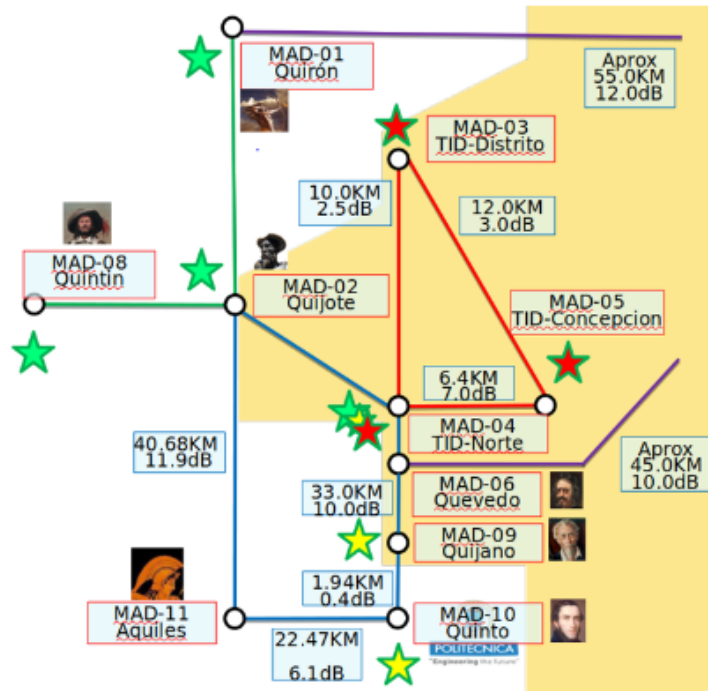 MAD-01
Quirón
Aprox
55.0KM
12.0dB
MAD-03
TID-Distrito
10.0KM
2.5dB
12.0KM
3.0dB
MAD-08
Quintin
MAD-02
Quijote
MAD-05
TID-Concepcion
6.4KM
7.0dB
MAD-04
TID-Norte
40.68KM
11.9dB
Aprox
45.0KM
10.0dB
33.0KM
10.0dB
MAD-06
Quevedo
MAD-09
Quijano
1.94KM
0.4dB
MAD-11
Aquiles
MAD-10
Quinto
22.47KM
6.1dB
POLITECNICA
"Engineering the future"